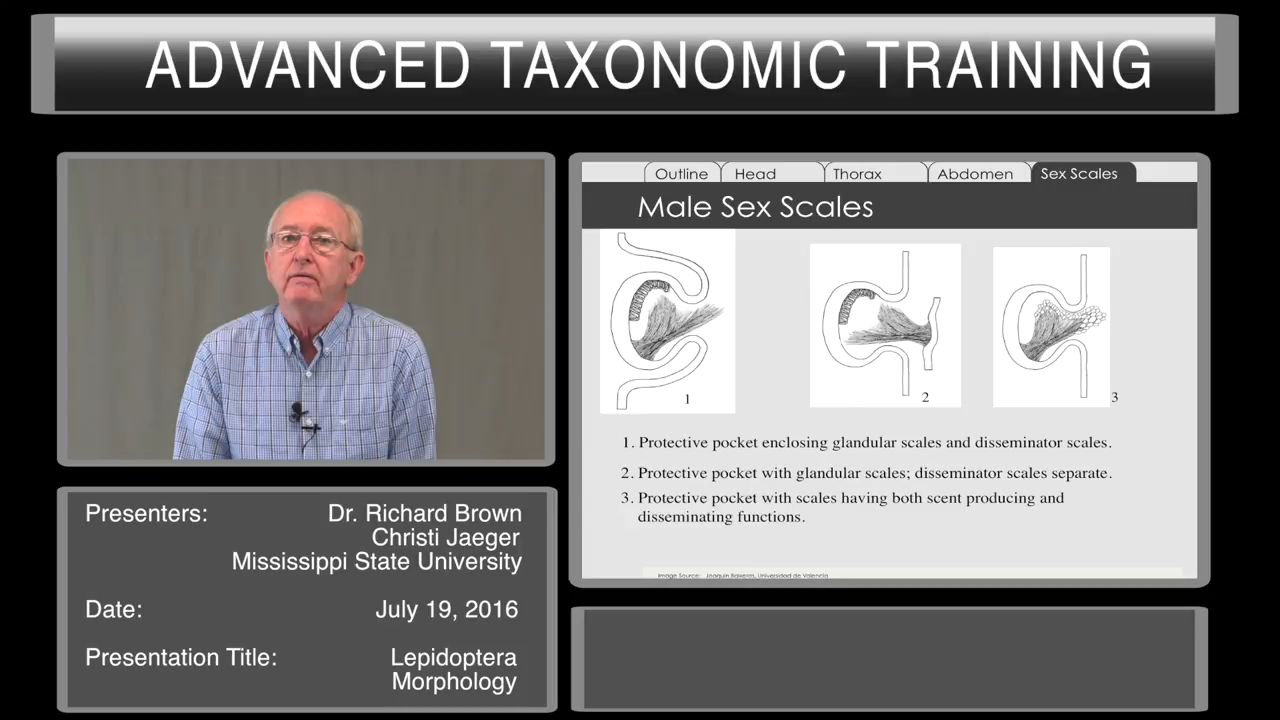 ADVANCED TAXONOMIC TRAINING
Outline
Head
Thorax
Abdomen
Sex Scales
Male Sex Scales
1
2
3
1. Protective pocket enclosing glandular scales and disseminator scales.
2. Protective pocket with glandular scales; disseminator scales separate.
3. Protective pocket with scales having both scent producing and
disseminating functions.
Image Source: Joaquin Baixeras, Universidad de Valencia
Presenters: Dr. Richard Brown
Christi Jaeger
Mississippi State University
Date: July 19, 2016
Presentation Title: Lepidoptera
Morphology